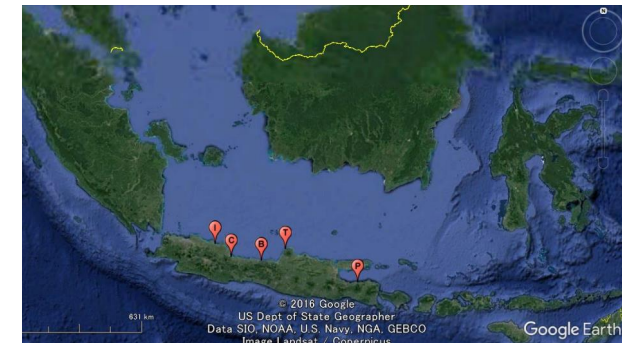 N
I
C
B
T
P
© 2016 Google
631 km
US Dept of State Geographer
Data SIO, NOAA, U.S. Navy, NGA, GEBCO
Google Earth
Image Landsat / Copernicus